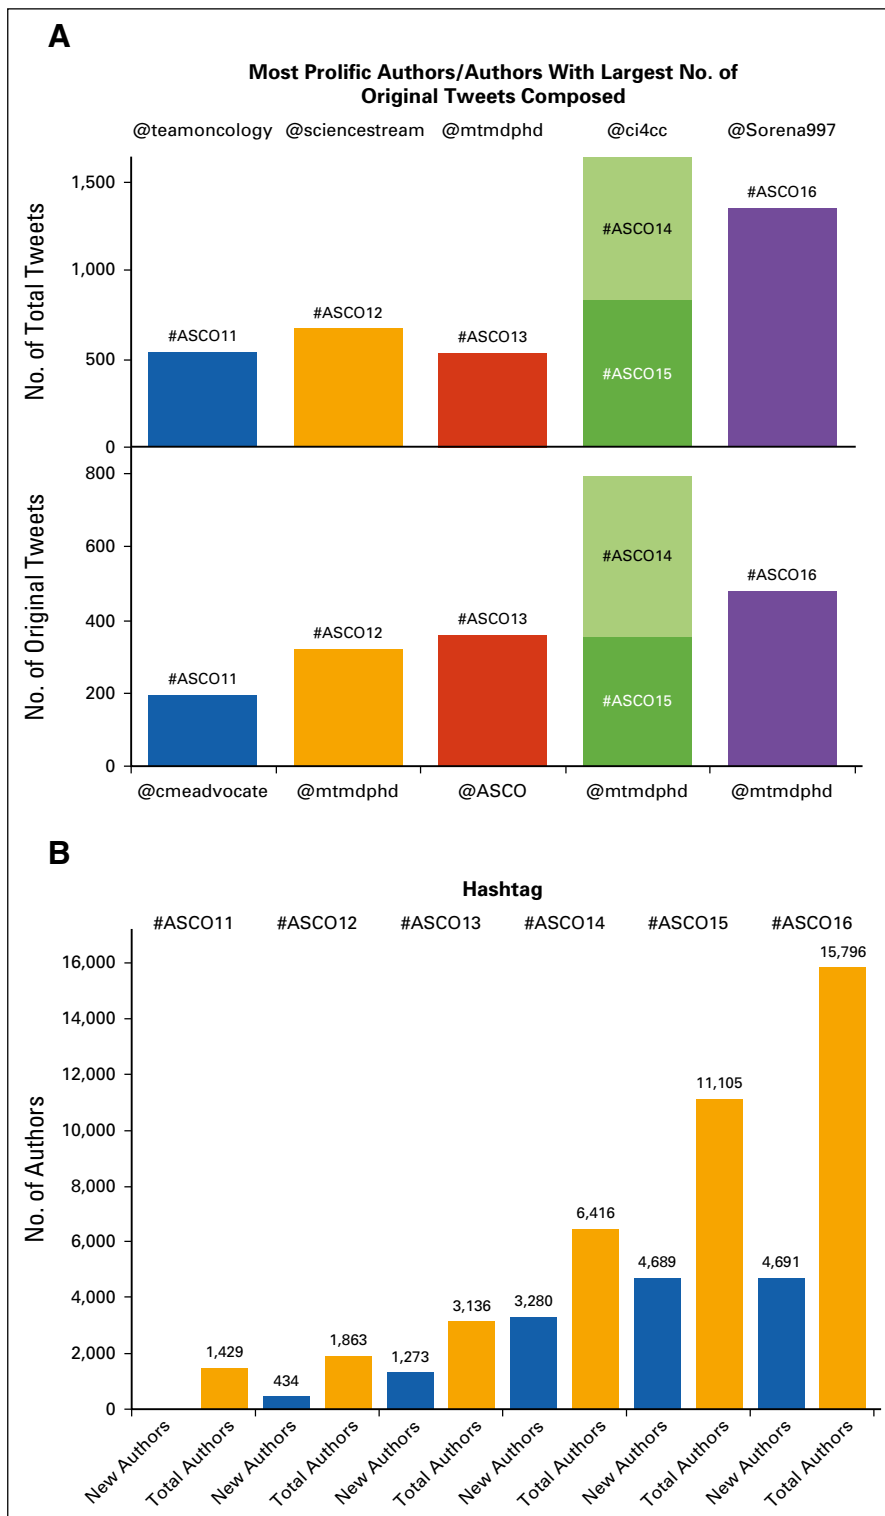 A
Most Prolific Authors/Authors With Largest No. of
Original Tweets Composed
@teamoncology @sciencestream @mtmdphd @ci4cc @Sorena997
No. of Total Tweets
1,500
1,000
500
0
#ASCO11
#ASCO12
#ASCO13
#ASCO14
#ASCO15
#ASCO16
No. of Original Tweets
800
600
400
200
0
#ASCO11
#ASCO12
#ASCO13
#ASCO14
#ASCO15
#ASCO16
@cmeadvocate @mtmdphd @ASCO @mtmdphd @mtmdphd
B
Hashtag
#ASCO11 #ASCO12 #ASCO13 #ASCO14 #ASCO15 #ASCO16
No. of Authors
16,000
14,000
12,000
10,000
8,000
6,000
4,000
2,000
0
1,429
434
1,863
1,273
3,136
3,280
6,416
4,689
11,105
4,691
15,796
New Authors
Total Authors
New Authors
Total Authors
New Authors
Total Authors
New Authors
Total Authors
New Authors
Total Authors
New Authors
Total Authors